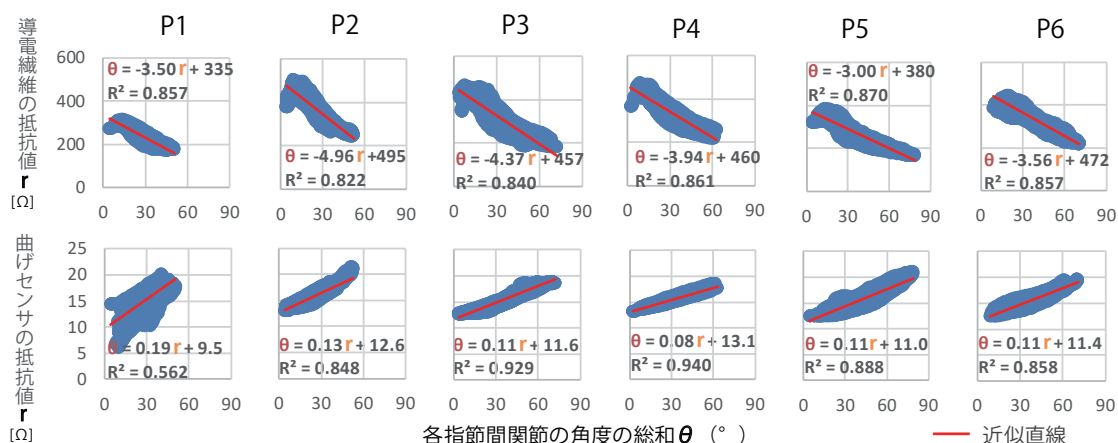 P1 P2 P3 P4 P5 P6
導電繊維の抵抗値 r [Ω]
600
400
200
0
θ = -3.50 r + 335
R² = 0.857
θ = -4.96 r +495
R² = 0.822
θ = -4.37 r + 457
R² = 0.840
θ = -3.94 r + 460
R² = 0.861
θ = -3.00 r + 380
R² = 0.870
θ = -3.56 r + 472
R² = 0.857
0 30 60 90 0 30 60 90 0 30 60 90 0 30 60 90 0 30 60 90 0 30 60 90
曲げセンサの抵抗値 r [Ω]
25
20
15
10
5
0
θ = 0.19 r + 9.5
R² = 0.562
θ = 0.13 r + 12.6
R² = 0.848
θ = 0.11 r + 11.6
R² = 0.929
θ = 0.08 r + 13.1
R² = 0.940
θ = 0.11 r + 11.0
R² = 0.888
θ = 0.11 r + 11.4
R² = 0.858
0 30 60 90 0 30 60 90 0 30 60 90 0 30 60 90 0 30 60 90 0 30 60 90
各指節間関節の角度の総和 θ （°）
近似直線